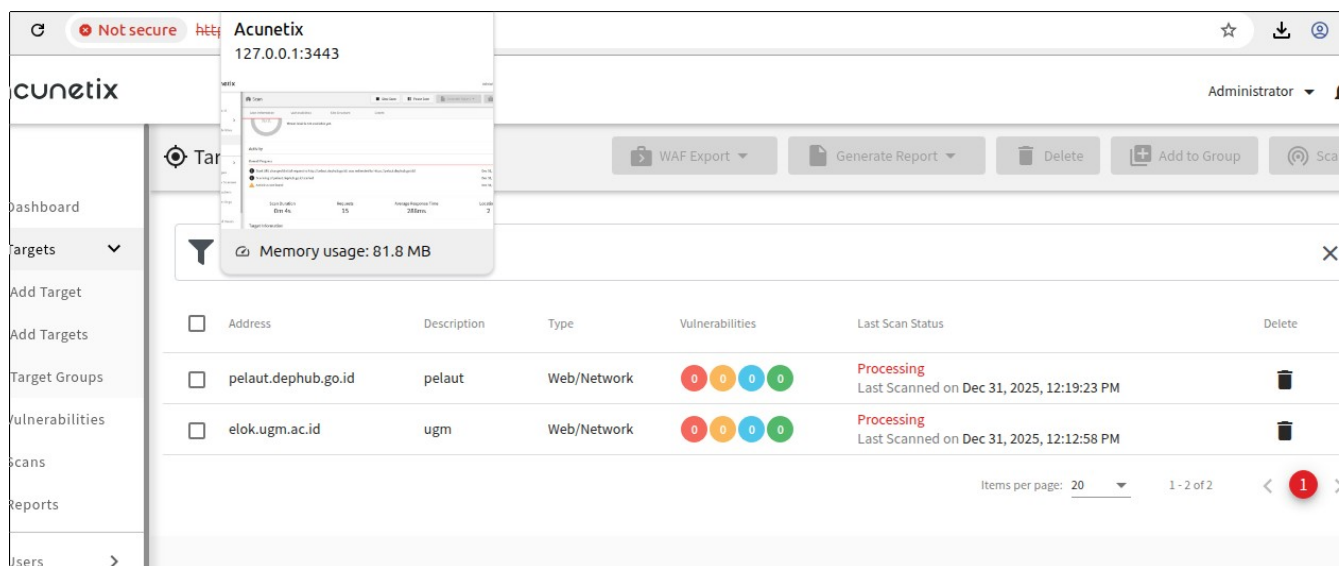 Not secure
Acunetix
127.0.0.1:3443
Memory usage: 81.8 MB
cunetix
Administrator
Tar
WAF Export
Generate Report
Delete
Add to Group
Sca
Dashboard
Targets
Add Target
Add Targets
Target Groups
Vulnerabilities
Scans
Reports
Users
Address Description Type Vulnerabilities Last Scan Status Delete
pelaut.dephub.go.id pelaut Web/Network 0 0 0 0 Processing
Last Scanned on Dec 31, 2025, 12:19:23 PM
elok.ugm.ac.id ugm Web/Network 0 0 0 0 Processing
Last Scanned on Dec 31, 2025, 12:12:58 PM
Items per page: 20 1 - 2 of 2 1